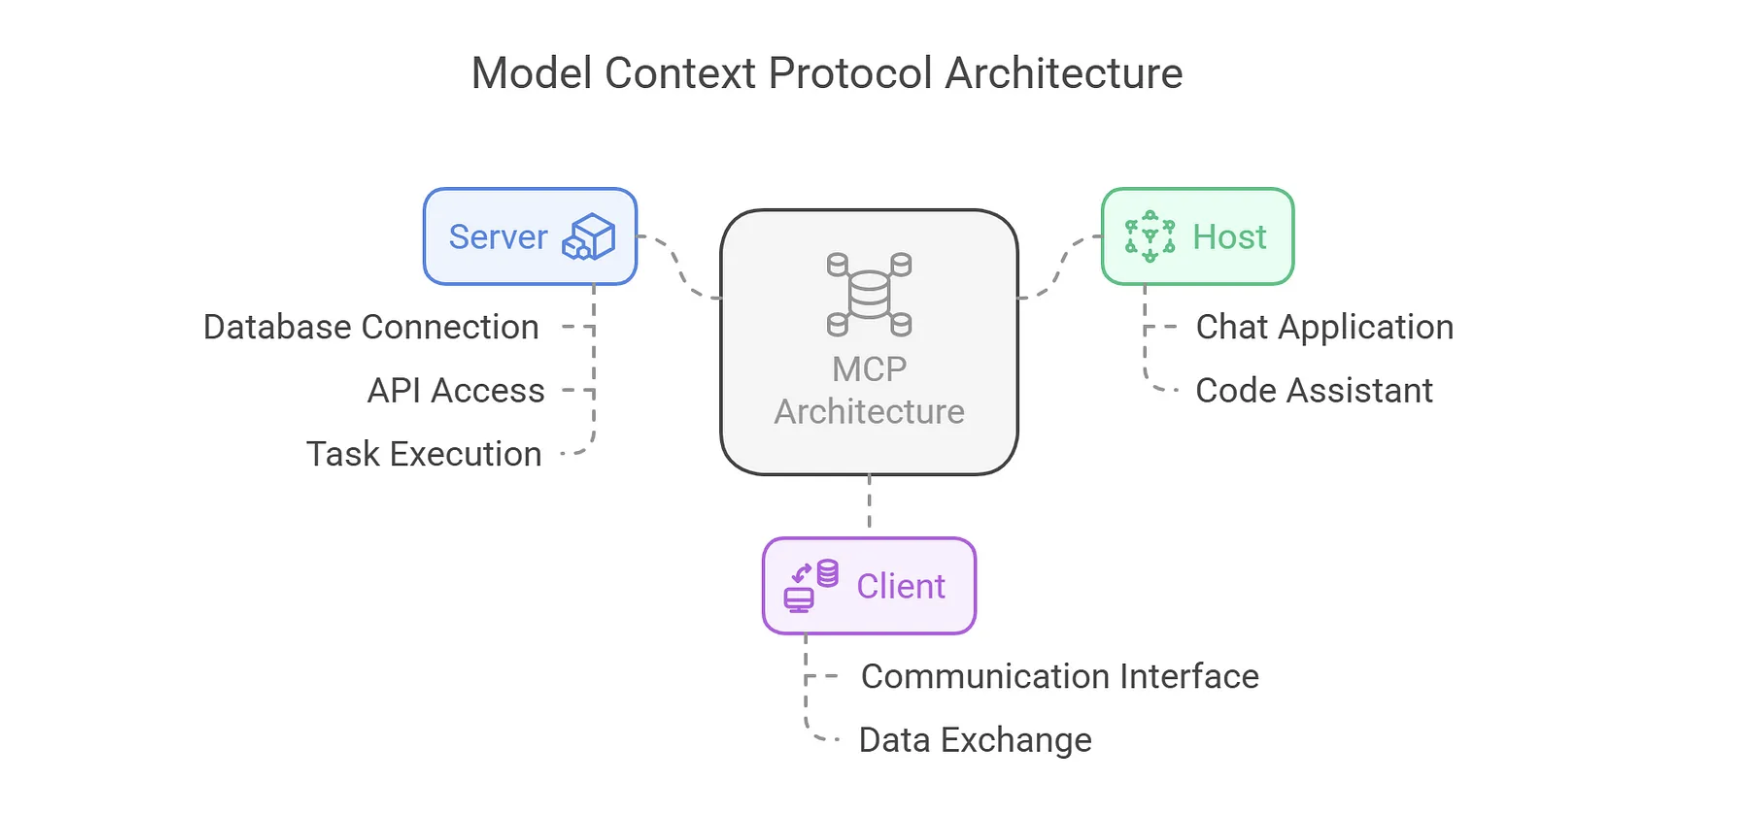 Model Context Protocol Architecture
Server
Database Connection
API Access
Task Execution
MCP
Architecture
Host
Chat Application
Code Assistant
Client
Communication Interface
Data Exchange